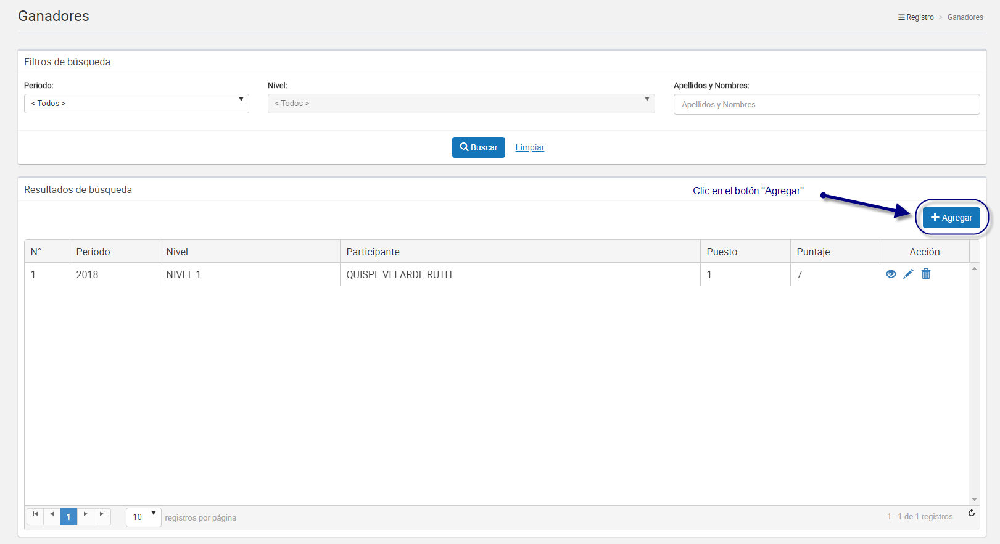 Ganadores
Registro > Ganadores
Filtros de búsqueda
Periodo: Nivel: Apellidos y Nombres:
< Todos > < Todos > Apellidos y Nombres
Buscar Limpiar
Resultados de búsqueda
Clic en el botón "Agregar"
Agregar
N° Periodo Nivel Participante Puesto Puntaje Acción
1 2018 NIVEL 1 QUISPE VELARDE RUTH 1 7
1 10 registros por página 1 - 1 de 1 registros